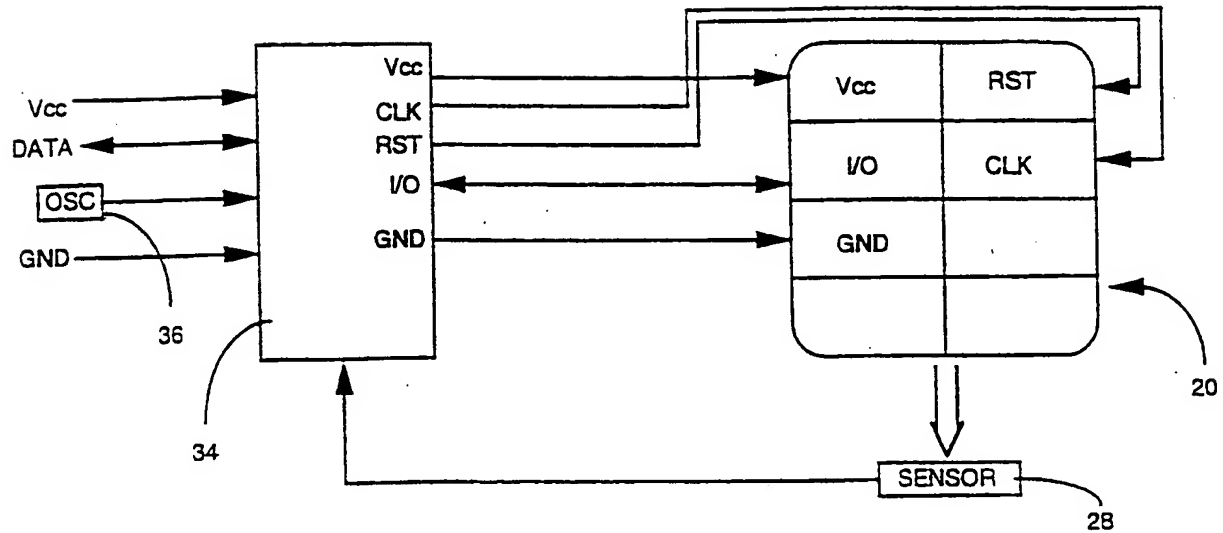 Vcc
DATA
OSC
GND
36
34
Vcc
CLK
RST
I/O
GND
Vcc
RST
I/O
CLK
GND
20
SENSOR
28